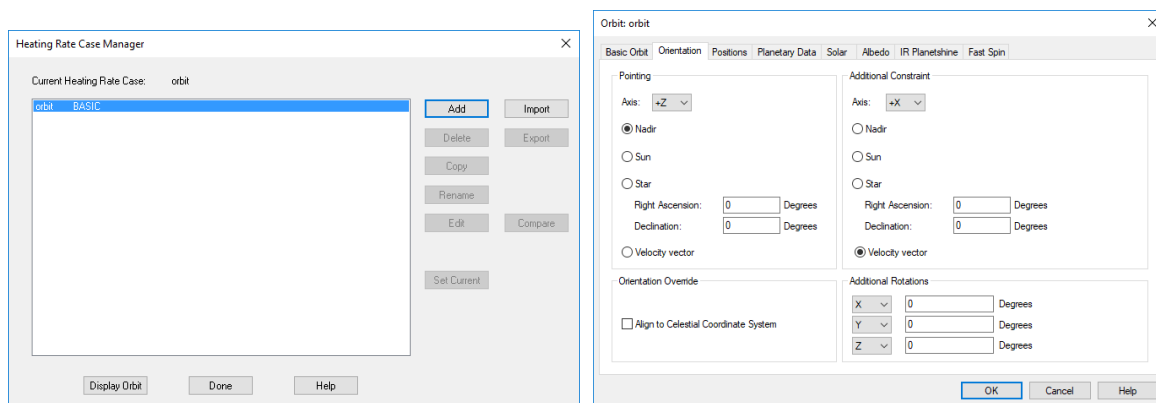 Heating Rate Case Manager
Current Heating Rate Case: orbit
orbit BASIC
Add Import
Delete Export
Copy
Rename
Edit Compare
Set Current
Display Orbit Done Help
Orbit: orbit
Basic Orbit Orientation Positions Planetary Data Solar Albedo IR Planetshine Fast Spin
Pointing
Axis: +Z
Nadir
Sun
Star
Right Ascension: 0 Degrees
Declination: 0 Degrees
Velocity vector
Additional Constraint
Axis: +X
Nadir
Sun
Star
Right Ascension: 0 Degrees
Declination: 0 Degrees
Velocity vector
Orientation Override
Align to Celestial Coordinate System
Additional Rotations
X 0 Degrees
Y 0 Degrees
Z 0 Degrees
OK Cancel Help